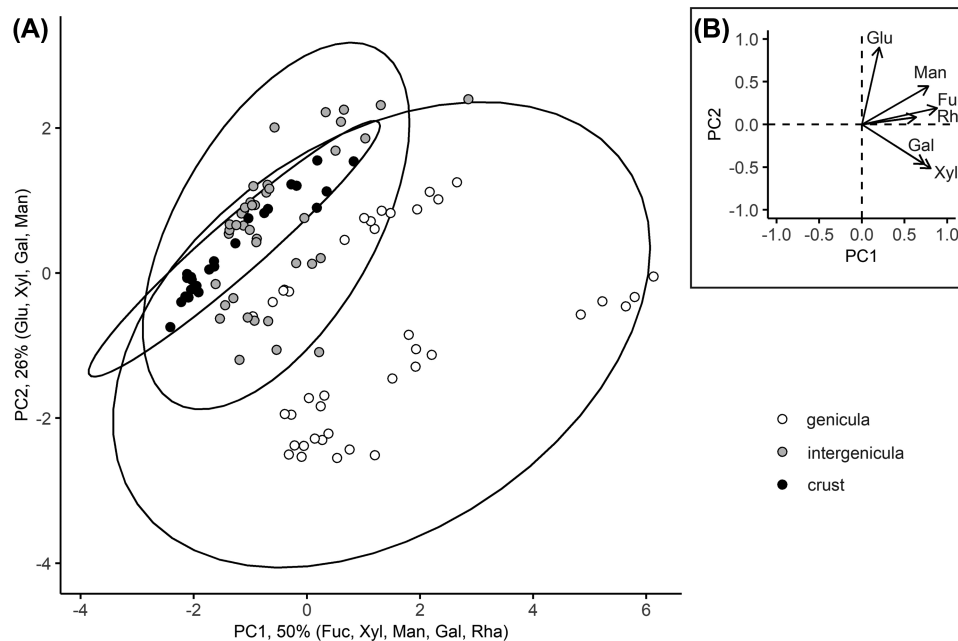 (A)
(B)
PC2, 26% (Glu, Xyl, Gal, Man)
2
0
-2
-4
-4
-2
0
2
4
6
PC1, 50% (Fuc, Xyl, Man, Gal, Rha)
PC2
1.0
0.5
0.0
-0.5
-1.0
Glu
Man
Fu
Rh
Gal
Xyl
-1.0
-0.5
0.0
0.5
1.0
PC1
genicula
intergenicula
crust